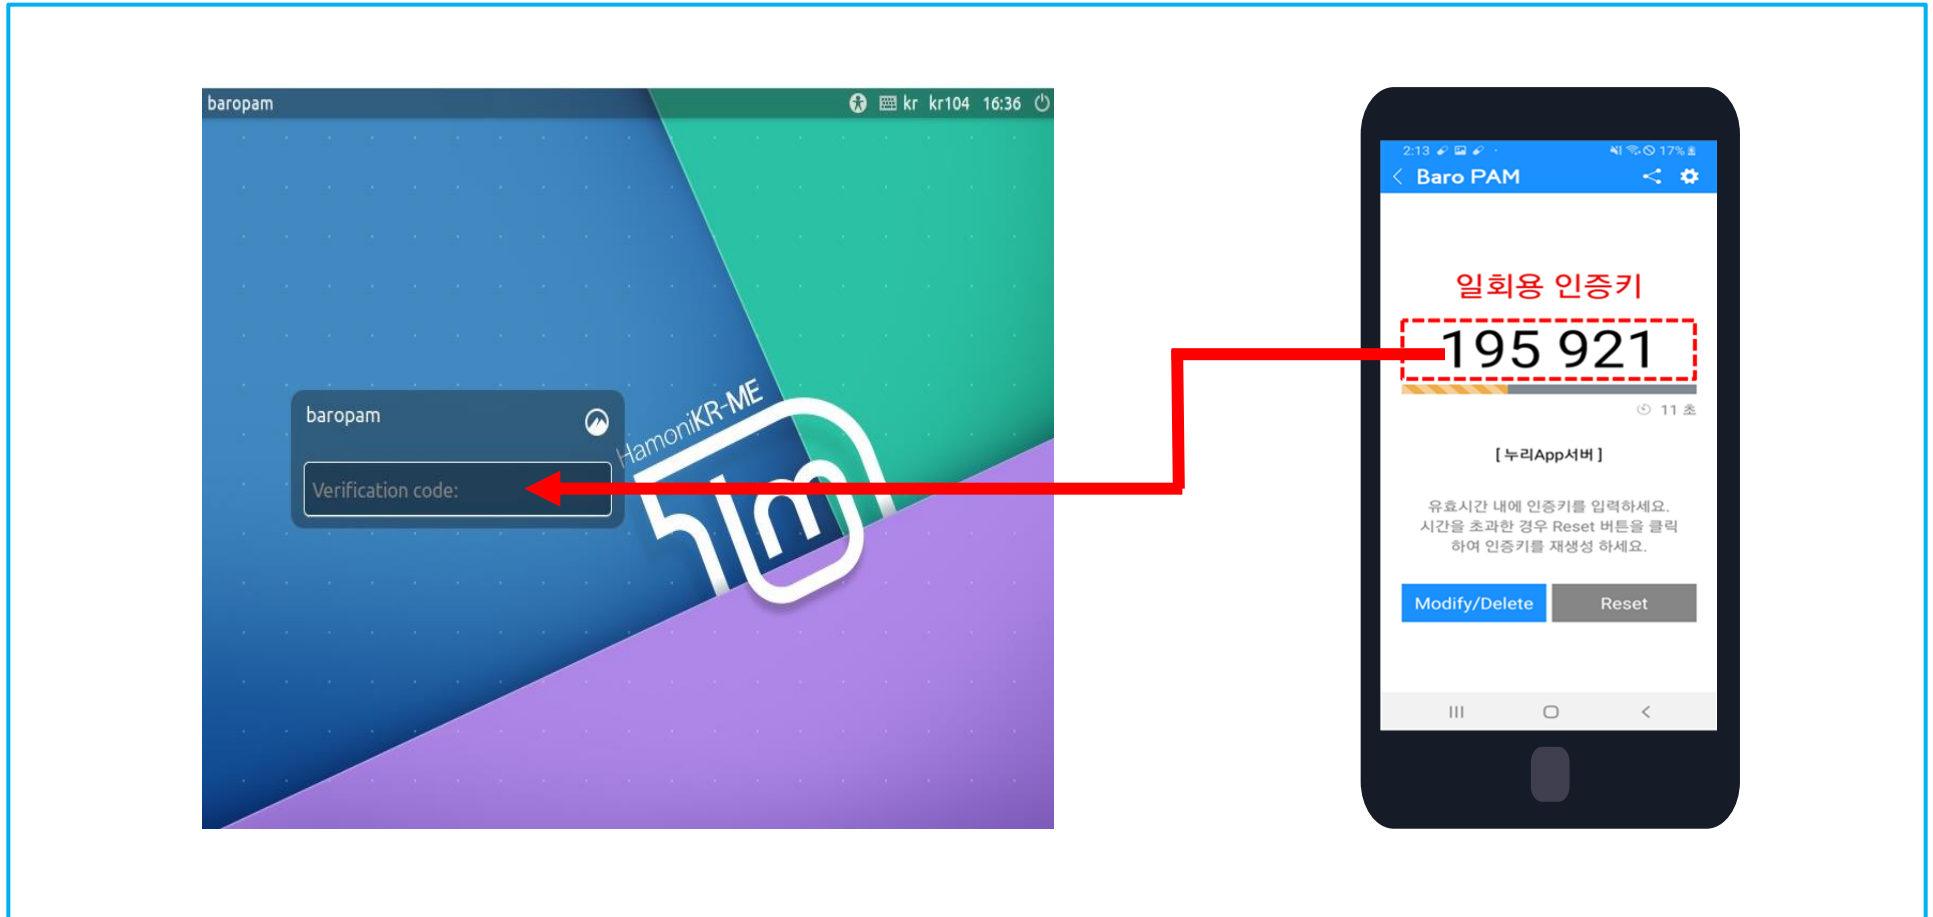 baropam
kr kr104 16:36
baropam
Verification code:
HamoniKR-ME
2:13
17%
Baro PAM
일회용 인증키
195 921
11 초
[ 누리App서버 ]
유효시간 내에 인증키를 입력하세요.
시간을 초과한 경우 Reset 버튼을 클릭
하여 인증키를 재생성 하세요.
Modify/Delete
Reset